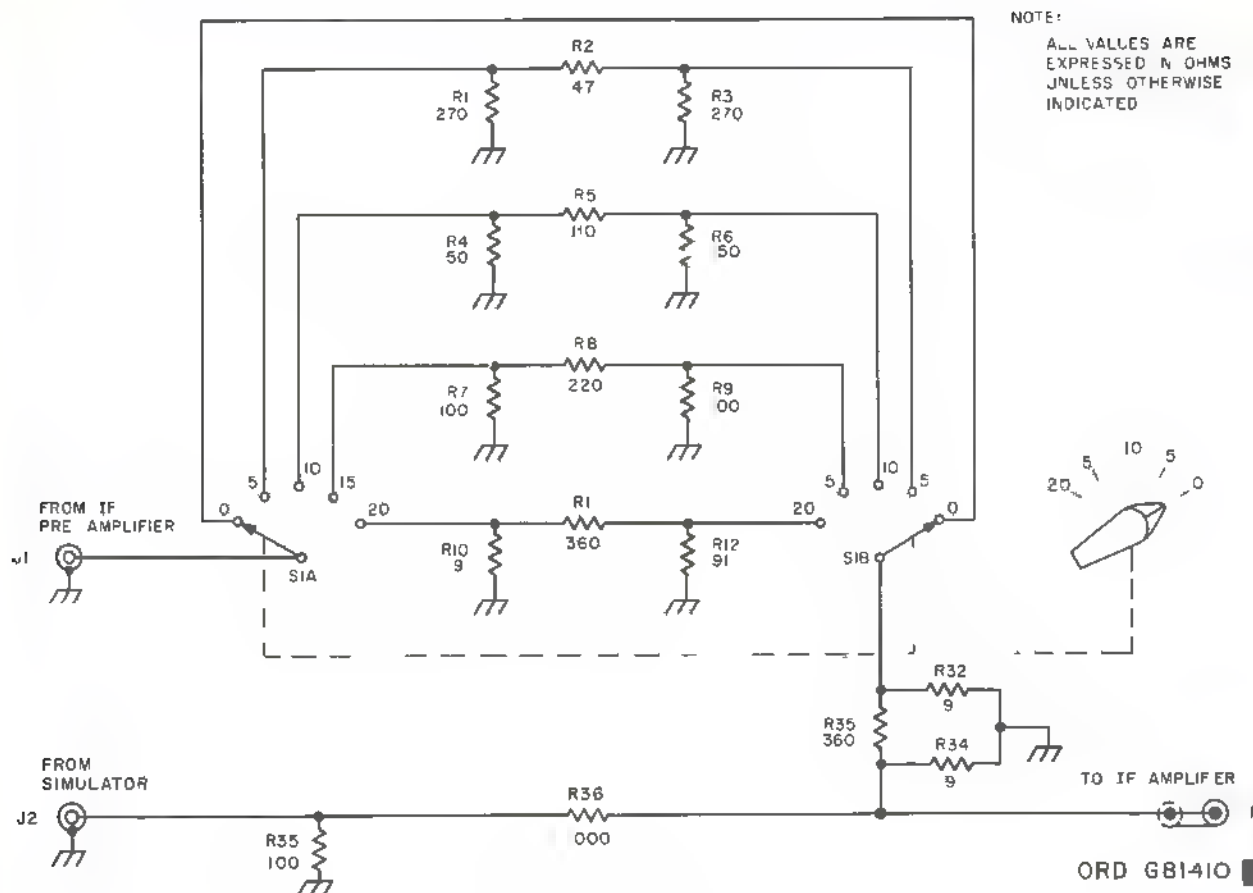 NOTE:
ALL VALUES ARE
EXPRESSED N OHMS
UNLESS OTHERWISE
INDICATED
R2
47
R1
270
R3
270
R5
110
R4
50
R6
50
R8
220
R7
100
R9
00
0
5
10
15
20
R1
360
R10
9
R12
91
20
5
10
5
0
FROM IF
PRE AMPLIFIER
J1
S1A
S1B
20
5
10
5
0
R32
9
R35
360
R34
9
FROM
SIMULATOR
J2
R36
000
R35
100
TO IF AMPLIFER
ORD G81410